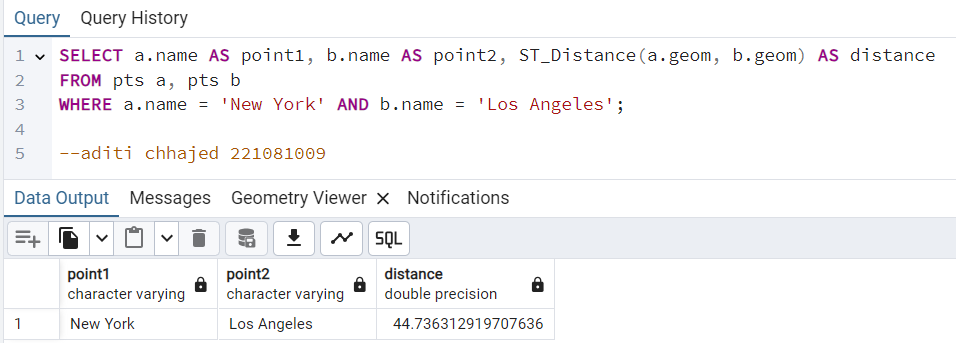 Query Query History
1 SELECT a.name AS point1, b.name AS point2, ST_Distance(a.geom, b.geom) AS distance
2 FROM pts a, pts b
3 WHERE a.name = 'New York' AND b.name = 'Los Angeles';
4
5 --aditi chhajed 221081009
Data Output Messages Geometry Viewer × Notifications
SQL
point1 point2 distance
character varying character varying double precision
1 New York Los Angeles 44.736312919707636